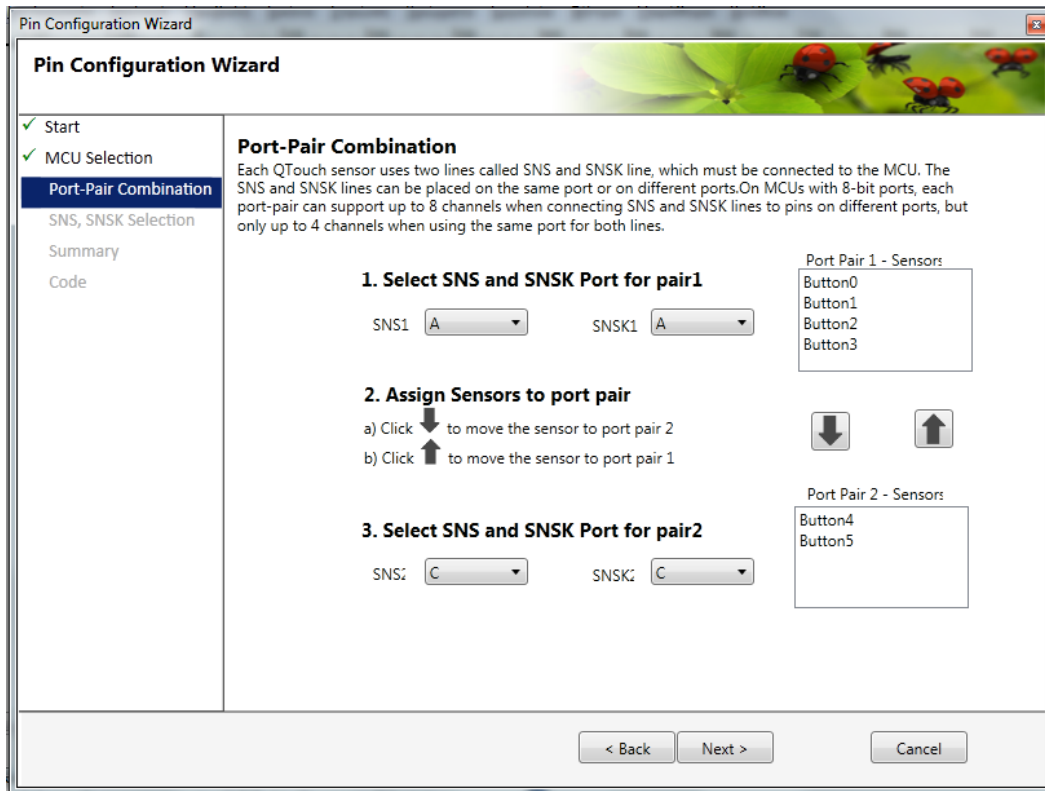 Pin Configuration Wizard
Pin Configuration Wizard
Start
MCU Selection
Port-Pair Combination
SNS, SNSK Selection
Summary
Code
Port-Pair Combination
Each QTouch sensor uses two lines called SNS and SNSK line, which must be connected to the MCU. The
SNS and SNSK lines can be placed on the same port or on different ports.On MCUs with 8-bit ports, each
port-pair can support up to 8 channels when connecting SNS and SNSK lines to pins on different ports, but
only up to 4 channels when using the same port for both lines.
1. Select SNS and SNSK Port for pair1
SNS1 A SNSK1 A
Port Pair 1 - Sensors
Button0
Button1
Button2
Button3
2. Assign Sensors to port pair
a) Click to move the sensor to port pair 2
b) Click to move the sensor to port pair 1
3. Select SNS and SNSK Port for pair2
SNS2 C SNSK2 C
Port Pair 2 - Sensors
Button4
Button5
< Back Next > Cancel